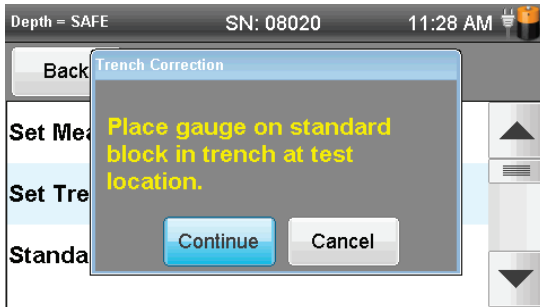 Depth = SAFE SN: 08020 11:28 AM
Back
Trench Correction
Set Mea
Place gauge on standard
block in trench at test
location.
Set Tre
Continue Cancel
Standa